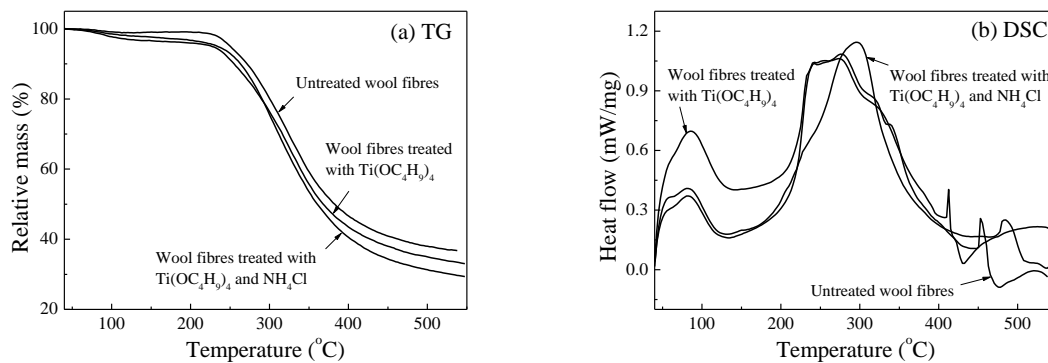 (a) TG
Relative mass (%)
100
80
60
40
20
Untreated wool fibres
Wool fibres treated
with Ti(OC₄H₉)₄
Wool fibres treated with
Ti(OC₄H₉)₄ and NH₄Cl
100
200
300
400
500
Temperature (°C)
(b) DSC
Heat flow (mW/mg)
1.2
0.9
0.6
0.3
0.0
Wool fibres treated
with Ti(OC₄H₉)₄
Wool fibres treated with
Ti(OC₄H₉)₄ and NH₄Cl
Untreated wool fibres
100
200
300
400
500
Temperature (°C)